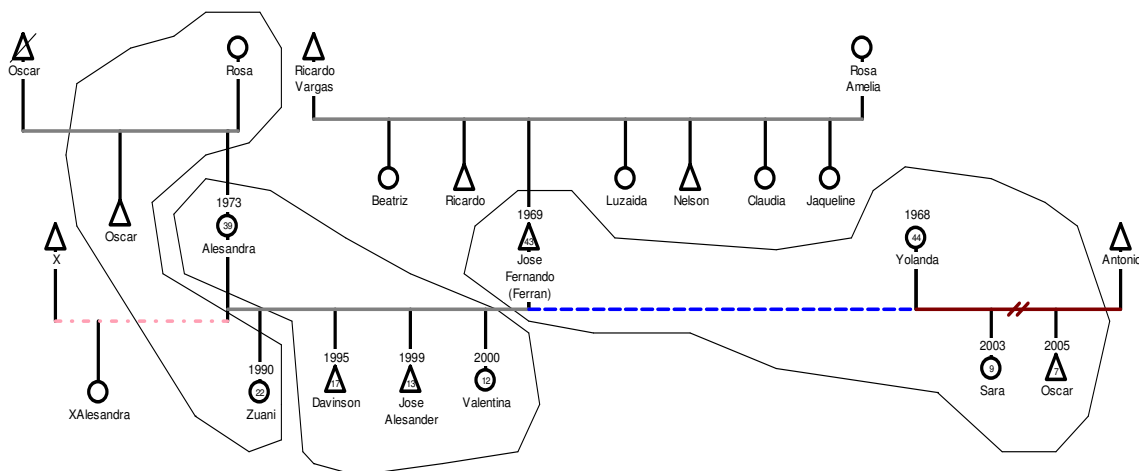 Oscar
Rosa
Ricardo
Vargas
Rosa
Amelia
Beatriz
Ricardo
Luzaida
Nelson
Claudia
Jaqueline
Oscar
1973
39
Alesandra
X
1969
43
Jose
Fernando
(Ferran)
1968
44
Yolanda
Antonio
XAlesandra
1990
22
Zuani
1995
17
Davinson
1999
13
Jose
Alesander
2000
12
Valentina
2003
9
Sara
2005
7
Oscar